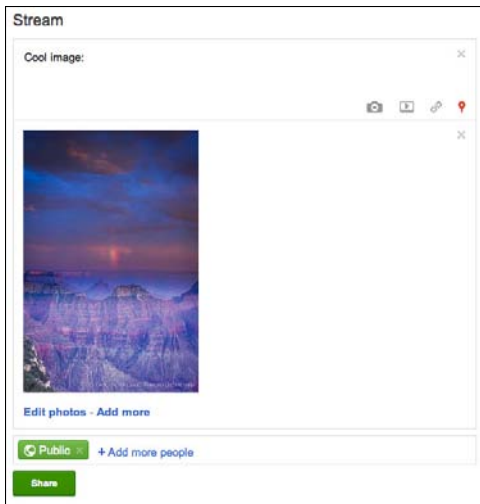 Stream
Cool image:
Edit photos - Add more
Public × + Add more people
Share